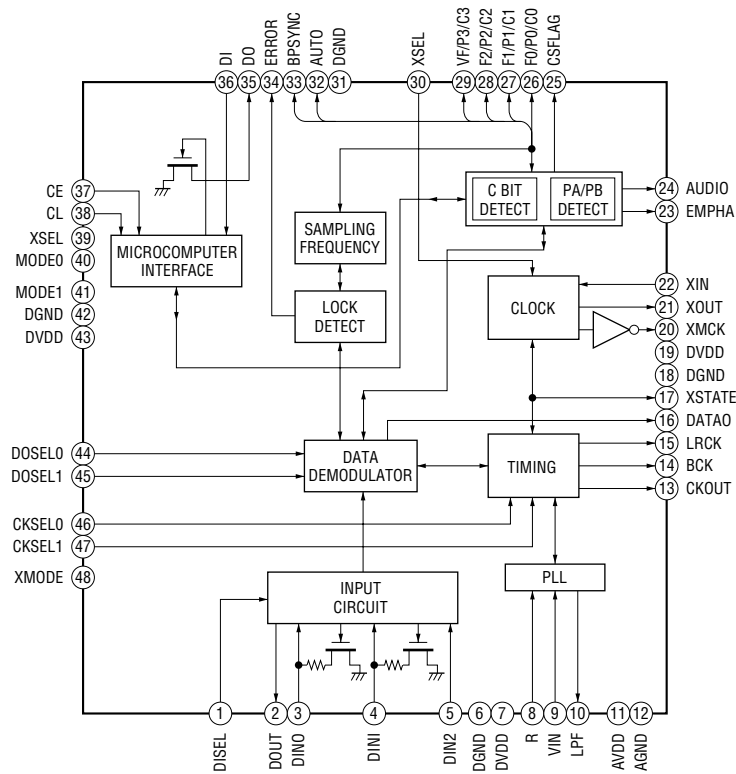 DI
DO
ERROR
BPSYNC
AUTO
DGND
XSEL
VF/P3/C3
F2/P2/C2
F1/P1/C1
F0/P0/C0
CSFLAG
36
35
34
33
32
31
30
29
28
27
26
25
CE 37
CL 38
XSEL 39
MODE0 40
MODE1 41
DGND 42
DVDD 43
DOSEL0 44
DOSEL1 45
CKSEL0 46
CKSEL1 47
XMODE 48
MICROCOMPUTER
INTERFACE
SAMPLING
FREQUENCY
LOCK
DETECT
C BIT
DETECT
PA/PB
DETECT
CLOCK
DATA
DEMODULATOR
TIMING
INPUT
CIRCUIT
PLL
24 AUDIO
23 EMPHA
22 XIN
21 XOUT
20 XMCK
19 DVDD
18 DGND
17 XSTATE
16 DATAO
15 LRCK
14 BCK
13 CKOUT
1
2
3
4
5
6
7
8
9
10
11
12
DISEL
DOUT
DINO
DINI
DIN2
DGND
DVDD
R
VIN
LPF
AVDD
AGND